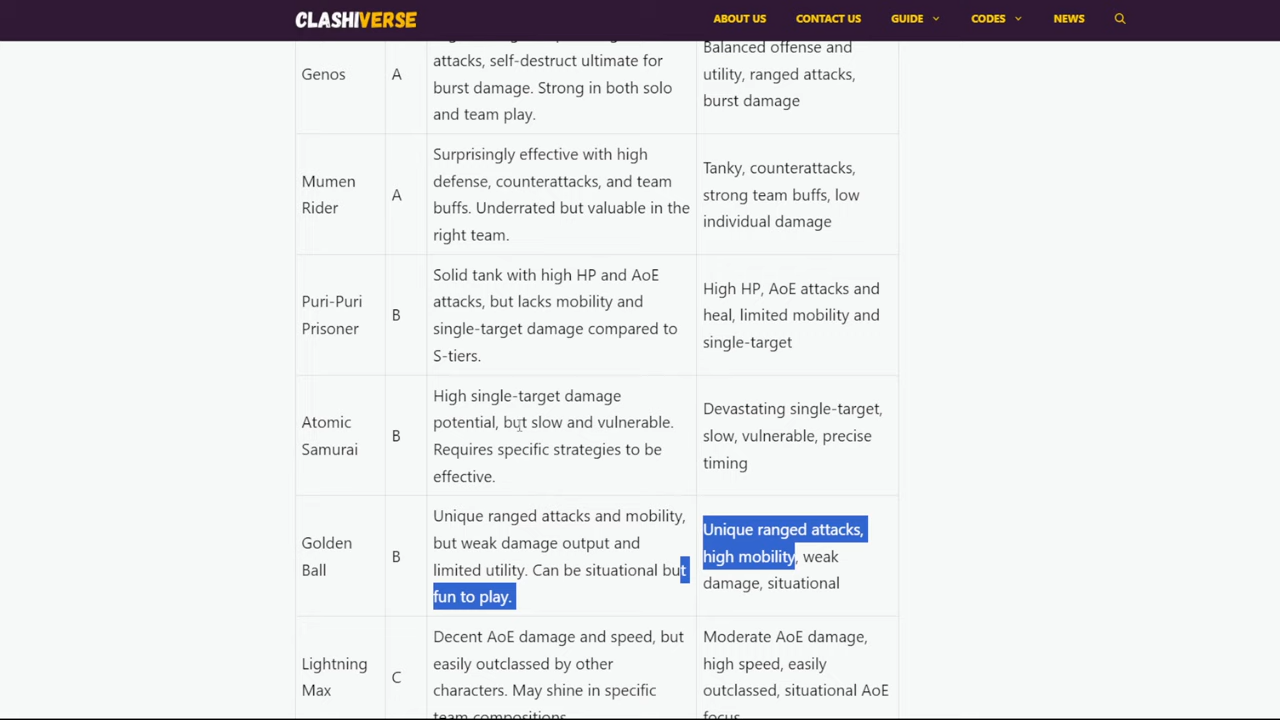 CLASHIVERSE
ABOUT US
CONTACT US
GUIDE
CODES
NEWS
Genos
A
attacks, self-destruct ultimate for
burst damage. Strong in both solo
and team play.
Balanced offense and
utility, ranged attacks,
burst damage
Mumen
Rider
A
Surprisingly effective with high
defense, counterattacks, and team
buffs. Underrated but valuable in the
right team.
Tanky, counterattacks,
strong team buffs, low
individual damage
Puri-Puri
Prisoner
B
Solid tank with high HP and AoE
attacks, but lacks mobility and
single-target damage compared to
S-tiers.
High HP, AoE attacks and
heal, limited mobility and
single-target
Atomic
Samurai
B
High single-target damage
potential, but slow and vulnerable.
Requires specific strategies to be
effective.
Devastating single-target,
slow, vulnerable, precise
timing
Golden
Ball
B
Unique ranged attacks and mobility,
but weak damage output and
limited utility. Can be situational but
fun to play.
Unique ranged attacks,
high mobility, weak
damage, situational
Lightning
Max
C
Decent AoE damage and speed, but
easily outclassed by other
characters. May shine in specific
team compositions.
Moderate AoE damage,
high speed, easily
outclassed, situational AoE
focus